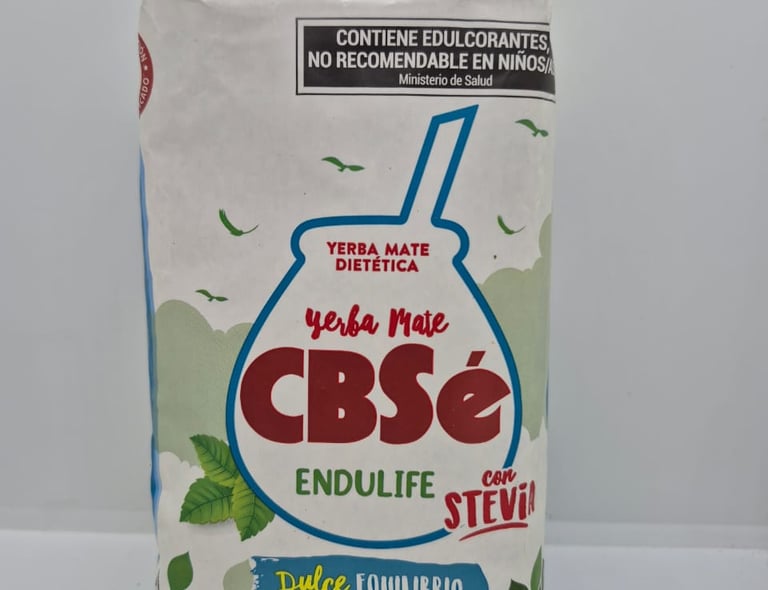 CONTIENE EDULCORANTES,
NO RECOMENDABLE EN NIÑOS/
Ministerio de Salud
YERBA MATE
DIETÉTICA
Yerba Mate
CBSé
ENDULIFE
con
STEVIA
Dulce EQUILIBRIO